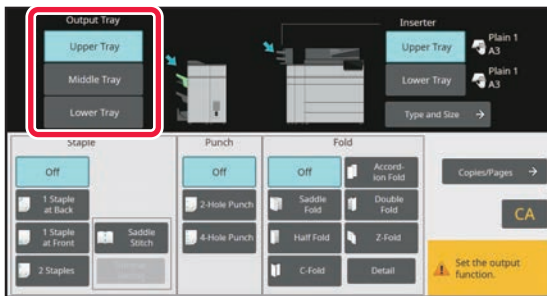 Output Tray
Upper Tray
Middle Tray
Lower Tray
Inserter
Upper Tray
Plain 1
A3
Lower Tray
Plain 1
A3
Type and Size
Staple
Off
1 Staple
at Back
1 Staple
at Front
2 Staples
Saddle
Stitch
Punch
Off
2-Hole Punch
4-Hole Punch
Fold
Off
Accord-
ion Fold
Saddle
Fold
Double
Fold
Half Fold
Z-Fold
C-Fold
Detail
Copies/Pages
CA
Set the output
function.